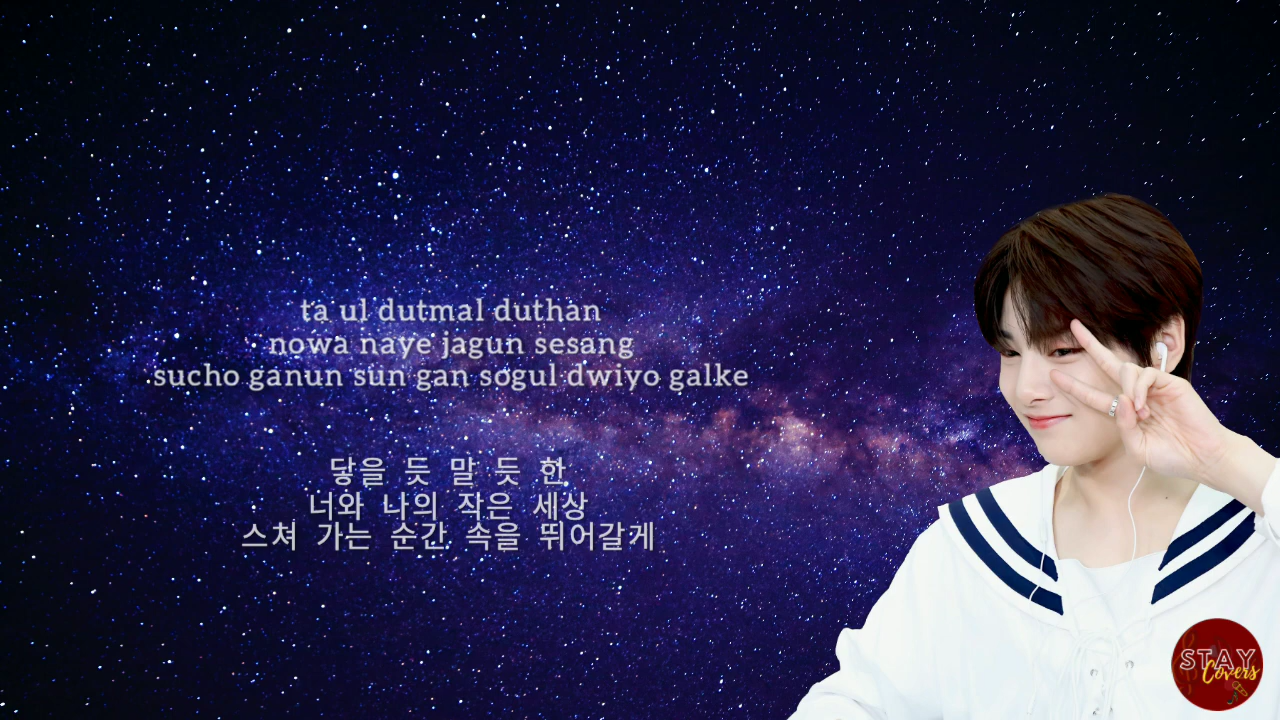 ta ul dutmal duthan
nowa naye jagun sesang
sucho ganun sun gan sogul dwiyo galke
닿을 듯 말 듯 한
너와 나의 작은 세상
스쳐 가는 순간 속을 뛰어갈게
STAY
Covers